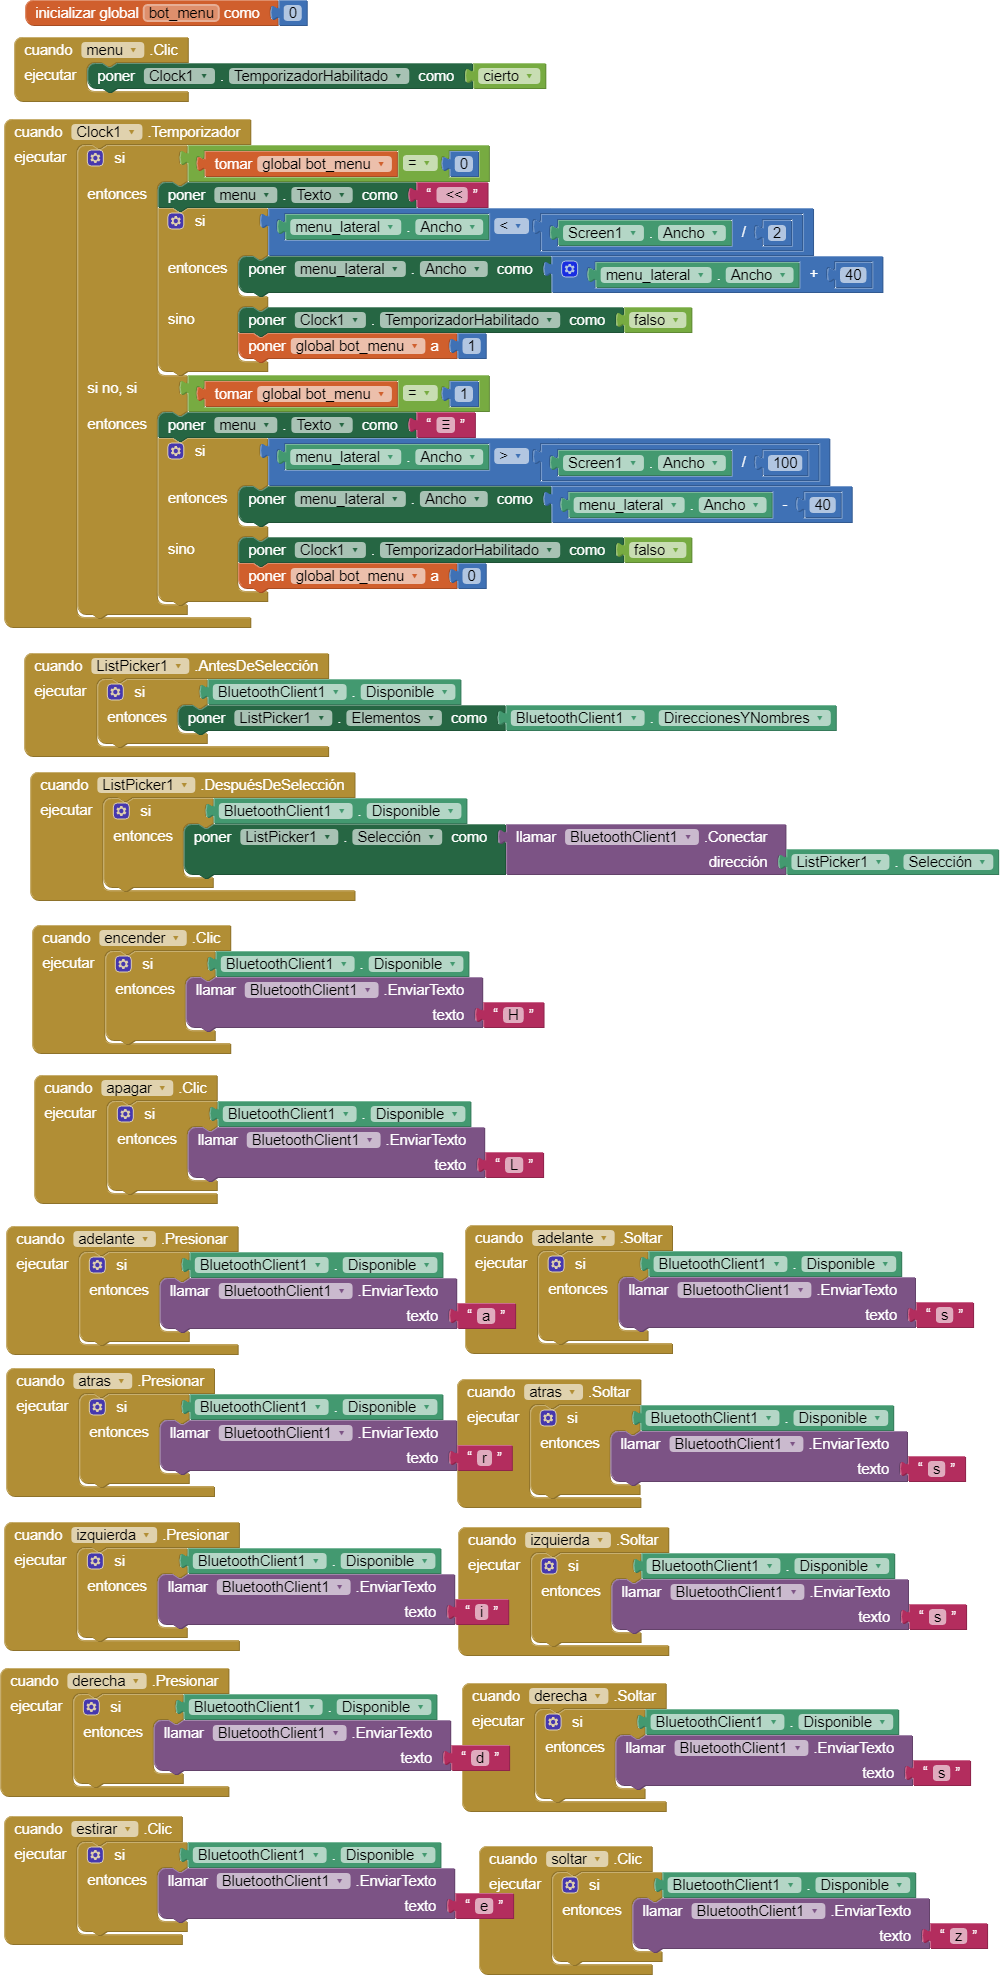 inicializar global bot_menu como 0
cuando menu .Clic
ejecutar poner Clock1 . TemporizadorHabilitado como cierto
cuando Clock1 .Temporizador
ejecutar si tomar global bot_menu = 0
entonces poner menu . Texto como “ << ”
si menu_lateral . Ancho < Screen1 . Ancho / 2
entonces poner menu_lateral . Ancho como menu_lateral . Ancho + 40
sino poner Clock1 . TemporizadorHabilitado como falso
poner global bot_menu a 1
si no, si tomar global bot_menu = 1
entonces poner menu . Texto como “ Ξ ”
si menu_lateral . Ancho > Screen1 . Ancho / 100
entonces poner menu_lateral . Ancho como menu_lateral . Ancho - 40
sino poner Clock1 . TemporizadorHabilitado como falso
poner global bot_menu a 0
cuando ListPicker1 .AntesDeSelección
ejecutar si BluetoothClient1 . Disponible
entonces poner ListPicker1 . Elementos como BluetoothClient1 . DireccionesYNombres
cuando ListPicker1 .DespuésDeSelección
ejecutar si BluetoothClient1 . Disponible
entonces poner ListPicker1 . Selección como llamar BluetoothClient1 .Conectar
dirección ListPicker1 . Selección
cuando encender .Clic
ejecutar si BluetoothClient1 . Disponible
entonces llamar BluetoothClient1 .EnviarTexto
texto “ H ”
cuando apagar .Clic
ejecutar si BluetoothClient1 . Disponible
entonces llamar BluetoothClient1 .EnviarTexto
texto “ L ”
cuando adelante .Presionar
ejecutar si BluetoothClient1 . Disponible
entonces llamar BluetoothClient1 .EnviarTexto
texto “ a ”
cuando adelante .Soltar
ejecutar si BluetoothClient1 . Disponible
entonces llamar BluetoothClient1 .EnviarTexto
texto “ s ”
cuando atras .Presionar
ejecutar si BluetoothClient1 . Disponible
entonces llamar BluetoothClient1 .EnviarTexto
texto “ r ”
cuando atras .Soltar
ejecutar si BluetoothClient1 . Disponible
entonces llamar BluetoothClient1 .EnviarTexto
texto “ s ”
cuando izquierda .Presionar
ejecutar si BluetoothClient1 . Disponible
entonces llamar BluetoothClient1 .EnviarTexto
texto “ i ”
cuando izquierda .Soltar
ejecutar si BluetoothClient1 . Disponible
entonces llamar BluetoothClient1 .EnviarTexto
texto “ s ”
cuando derecha .Presionar
ejecutar si BluetoothClient1 . Disponible
entonces llamar BluetoothClient1 .EnviarTexto
texto “ d ”
cuando derecha .Soltar
ejecutar si BluetoothClient1 . Disponible
entonces llamar BluetoothClient1 .EnviarTexto
texto “ s ”
cuando estirar .Clic
ejecutar si BluetoothClient1 . Disponible
entonces llamar BluetoothClient1 .EnviarTexto
texto “ e ”
cuando soltar .Clic
ejecutar si BluetoothClient1 . Disponible
entonces llamar BluetoothClient1 .EnviarTexto
texto “ z ”